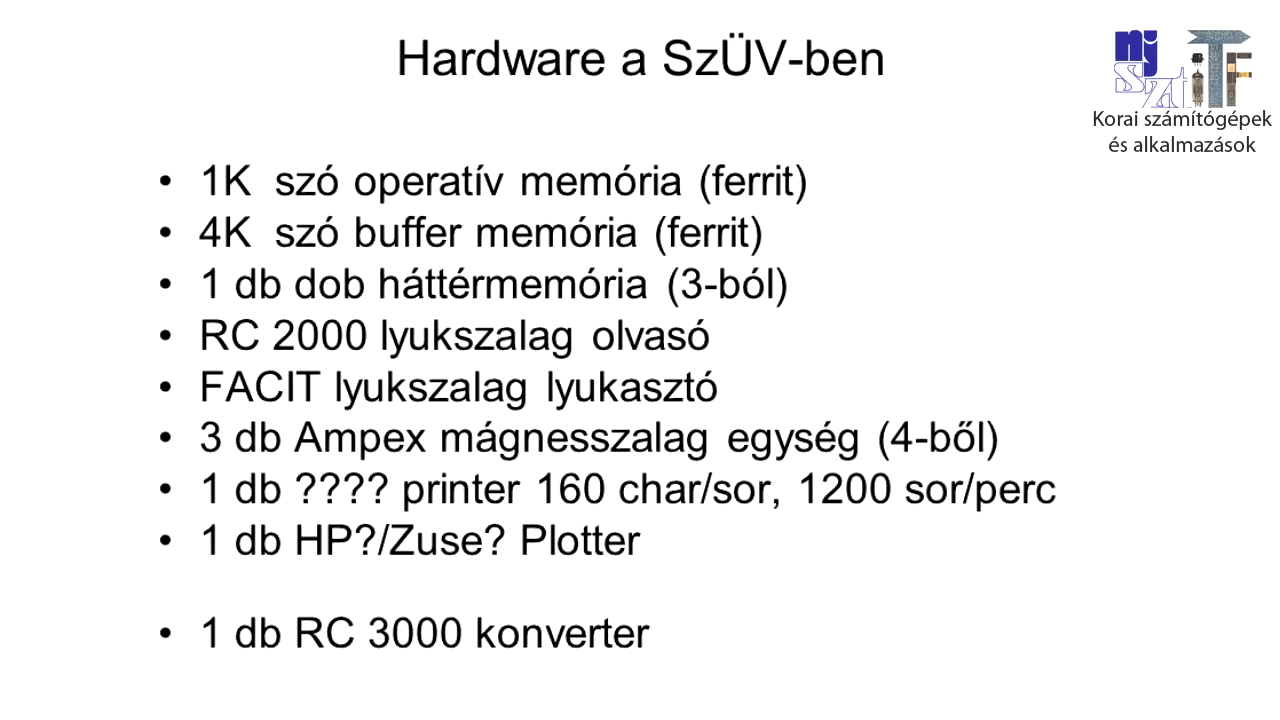 Hardware a SzÜV-ben
njszt iTF
Korai számítógépek
és alkalmazások
• 1K szó operatív memória (ferrit)
• 4K szó buffer memória (ferrit)
• 1 db dob háttérmemória (3-ból)
• RC 2000 lyukszalag olvasó
• FACIT lyukszalag lyukasztó
• 3 db Ampex mágnesszalag egység (4-ből)
• 1 db ???? printer 160 char/sor, 1200 sor/perc
• 1 db HP?/Zuse? Plotter
• 1 db RC 3000 konverter